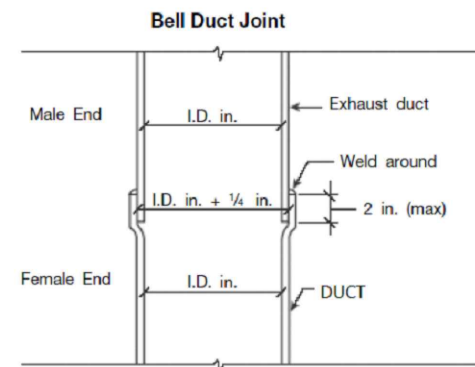 Bell Duct Joint
Male End
I.D. in.
Exhaust duct
Weld around
I.D. in. + ¼ in.
2 in. (max)
Female End
I.D. in.
DUCT